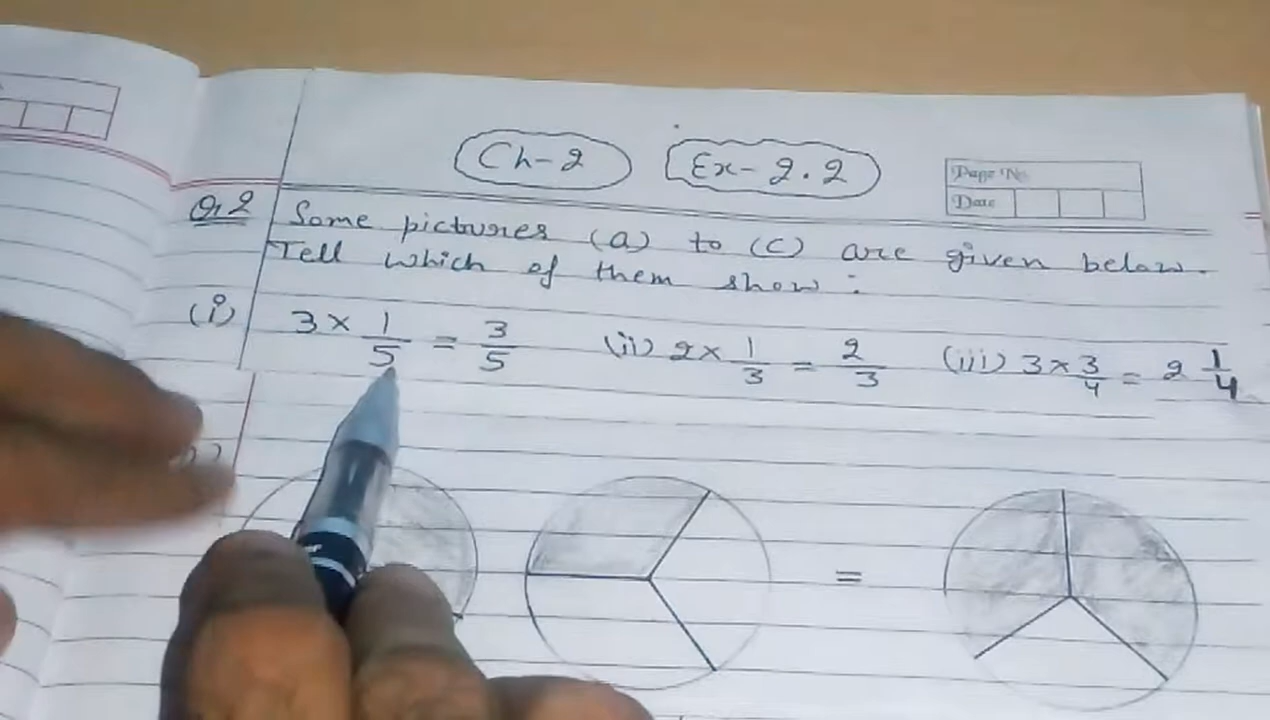 Ch-2 Ex-2.2
Page No.
Date
Q.2 Some pictures (a) to (c) are given below.
Tell which of them show :
(i) 3 × 1/5 = 3/5 (ii) 2 × 1/3 = 2/3 (iii) 3 × 3/4 = 2 1/4
=